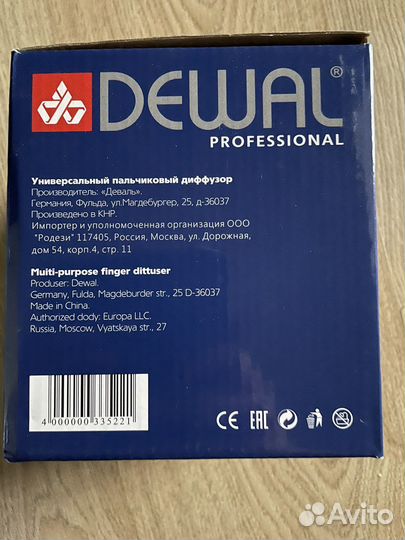 DEWAL®
PROFESSIONAL
Универсальный пальчиковый диффузор
Производитель: «Деваль».
Германия, Фульда, ул.Магдебургер, 25, д-36037
Произведено в КНР.
Импортер и уполномоченная организация ООО
"Родези" 117405, Россия, Москва, ул. Дорожная,
дом 54, корп.4, стр. 11
Multi-purpose finger dittuser
Produser: Dewal.
Germany, Fulda, Magdeburder str., 25 D-36037
Made in China.
Authorized dody: Europa LLC.
Russia, Moscow, Vyatskaya str., 27
4 000000 335221
CE EAC
Avito